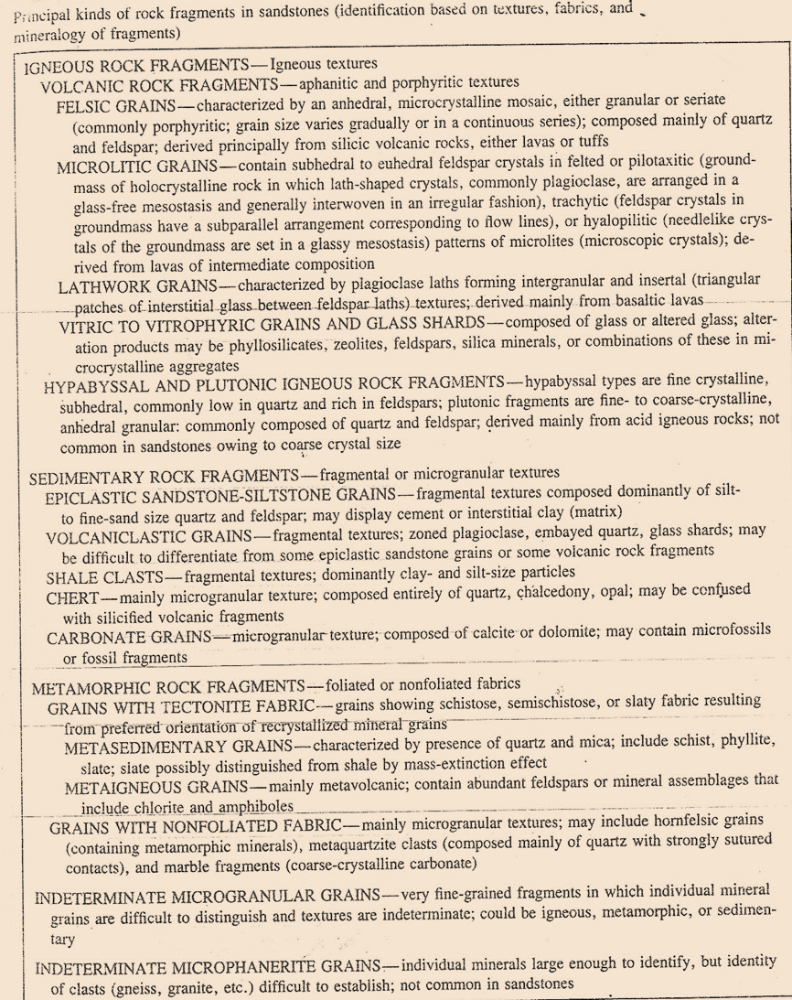 Principal kinds of rock fragments in sandstones (identification based on textures, fabrics, and
mineralogy of fragments)
IGNEOUS ROCK FRAGMENTS—Igneous textures
VOLCANIC ROCK FRAGMENTS—aphanitic and porphyritic textures
FELSIC GRAINS—characterized by an anhedral, microcrystalline mosaic, either granular or seriate
(commonly porphyritic; grain size varies gradually or in a continuous series); composed mainly of quartz
and feldspar; derived principally from silicic volcanic rocks, either lavas or tuffs
MICROLITIC GRAINS—contain subhedral to euhedral feldspar crystals in felted or pilotaxitic (ground-
mass of holocrystalline rock in which lath-shaped crystals, commonly plagioclase, are arranged in a
glass-free mesostasis and generally interwoven in an irregular fashion), trachytic (feldspar crystals in
groundmass have a subparallel arrangement corresponding to flow lines), or hyalopilitic (needlelike crys-
tals of the groundmass are set in a glassy mesostasis) patterns of microlites (microscopic crystals); de-
rived from lavas of intermediate composition
LATHWORK GRAINS—characterized by plagioclase laths forming intergranular and insertal (triangular
patches of interstitial glass between feldspar laths) textures; derived mainly from basaltic lavas
VITRIC TO VITROPHYRIC GRAINS AND GLASS SHARDS—composed of glass or altered glass; alter-
ation products may be phyllosilicates, zeolites, feldspars, silica minerals, or combinations of these in mi-
crocrystalline aggregates
HYPABYSSAL AND PLUTONIC IGNEOUS ROCK FRAGMENTS—hypabyssal types are fine crystalline,
subhedral, commonly low in quartz and rich in feldspars; plutonic fragments are fine- to coarse-crystalline,
anhedral granular: commonly composed of quartz and feldspar; derived mainly from acid igneous rocks; not
common in sandstones owing to coarse crystal size
SEDIMENTARY ROCK FRAGMENTS—fragmental or microgranular textures
EPICLASTIC SANDSTONE-SILTSTONE GRAINS—fragmental textures composed dominantly of silt-
to fine-sand size quartz and feldspar; may display cement or interstitial clay (matrix)
VOLCANICLASTIC GRAINS—fragmental textures; zoned plagioclase, embayed quartz, glass shards; may
be difficult to differentiate from some epiclastic sandstone grains or some volcanic rock fragments
SHALE CLASTS—fragmental textures; dominantly clay- and silt-size particles
CHERT—mainly microgranular texture; composed entirely of quartz, chalcedony, opal; may be confused
with silicified volcanic fragments
CARBONATE GRAINS—microgranular texture; composed of calcite or dolomite; may contain microfossils
or fossil fragments
METAMORPHIC ROCK FRAGMENTS—foliated or nonfoliated fabrics
GRAINS WITH TECTONITE FABRIC—grains showing schistose, semischistose, or slaty fabric resulting
from preferred orientation of recrystallized mineral grains
METASEDIMENTARY GRAINS—characterized by presence of quartz and mica; include schist, phyllite,
slate; slate possibly distinguished from shale by mass-extinction effect
METAIGNEOUS GRAINS—mainly metavolcanic; contain abundant feldspars or mineral assemblages that
include chlorite and amphiboles
GRAINS WITH NONFOLIATED FABRIC—mainly microgranular textures; may include hornfelsic grains
(containing metamorphic minerals), metaquartzite clasts (composed mainly of quartz with strongly sutured
contacts), and marble fragments (coarse-crystalline carbonate)
INDETERMINATE MICROGRANULAR GRAINS—very fine-grained fragments in which individual mineral
grains are difficult to distinguish and textures are indeterminate; could be igneous, metamorphic, or sedimen-
tary
INDETERMINATE MICROPHANERITE GRAINS—individual minerals large enough to identify, but identity
of clasts (gneiss, granite, etc.) difficult to establish; not common in sandstones